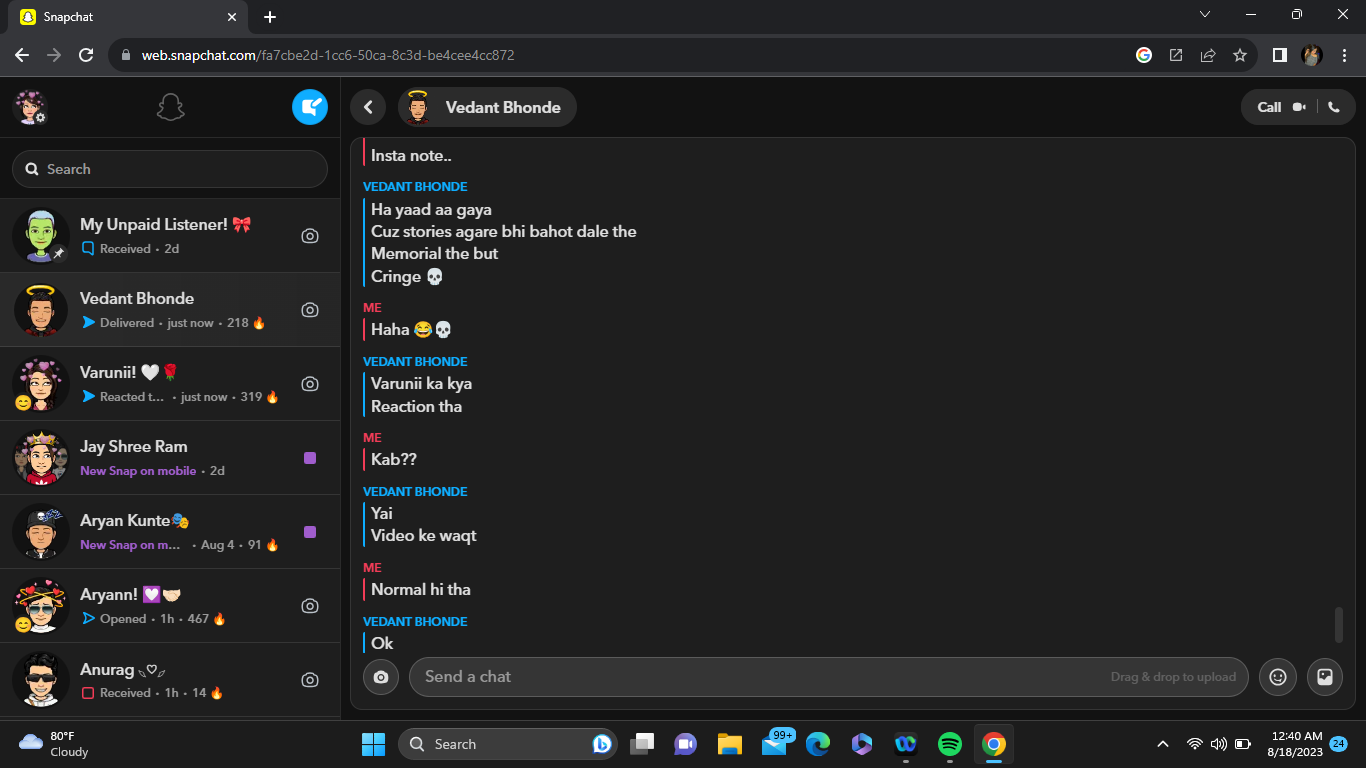 Snapchat
web.snapchat.com/fa7cbe2d-1cc6-50ca-8c3d-be4cee4cc872
Search
My Unpaid Listener! 🎀
Received · 2d
Vedant Bhonde
Delivered · just now · 218 🔥
Varunii! 🤍🌹
Reacted t... · just now · 319 🔥
Jay Shree Ram
New Snap on mobile · 2d
Aryan Kunte🎭
New Snap on m... · Aug 4 · 91 🔥
Aryann! 💟🤝🏻
Opened · 1h · 467 🔥
Anurag ৲♡৴
Received · 1h · 14 🔥
Vedant Bhonde
Call
Insta note..
VEDANT BHONDE
Ha yaad aa gaya
Cuz stories agare bhi bahot dale the
Memorial the but
Cringe 💀
ME
Haha 😂💀
VEDANT BHONDE
Varunii ka kya
Reaction tha
ME
Kab??
VEDANT BHONDE
Yai
Video ke waqt
ME
Normal hi tha
VEDANT BHONDE
Ok
Send a chat
Drag & drop to upload
80°F
Cloudy
Search
99+
12:40 AM
8/18/2023
24